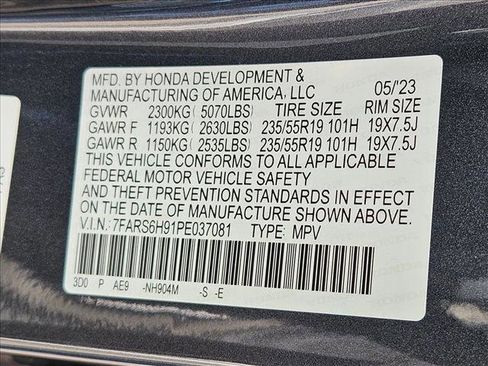 MFD. BY HONDA DEVELOPMENT &
MANUFACTURING OF AMERICA, LLC 05/'23
GVWR 2300KG ( 5070LBS) TIRE SIZE RIM SIZE
GAWR F 1193KG ( 2630LBS) 235/55R19 101H 19X7.5J
GAWR R 1150KG ( 2535LBS) 235/55R19 101H 19X7.5J
THIS VEHICLE CONFORMS TO ALL APPLICABLE
FEDERAL MOTOR VEHICLE SAFETY
AND THEFT PREVENTION STANDARDS IN EFFECT
ON THE DATE OF MANUFACTURE SHOWN ABOVE.
V.I.N.: 7FARS6H91PE037081 TYPE: MPV
3D0 P AE9 -NH904M -S -E